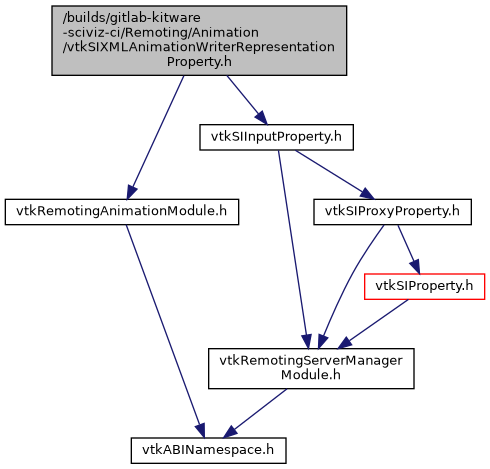 /builds/gitlab-kitware
-sciviz-ci/Remoting/Animation
/vtkSIXMLAnimationWriterRepresentation
Property.h
vtkSIInputProperty.h
vtkRemotingAnimationModule.h
vtkSIProxyProperty.h
vtkSIProperty.h
vtkRemotingServerManager
Module.h
vtkABINamespace.h